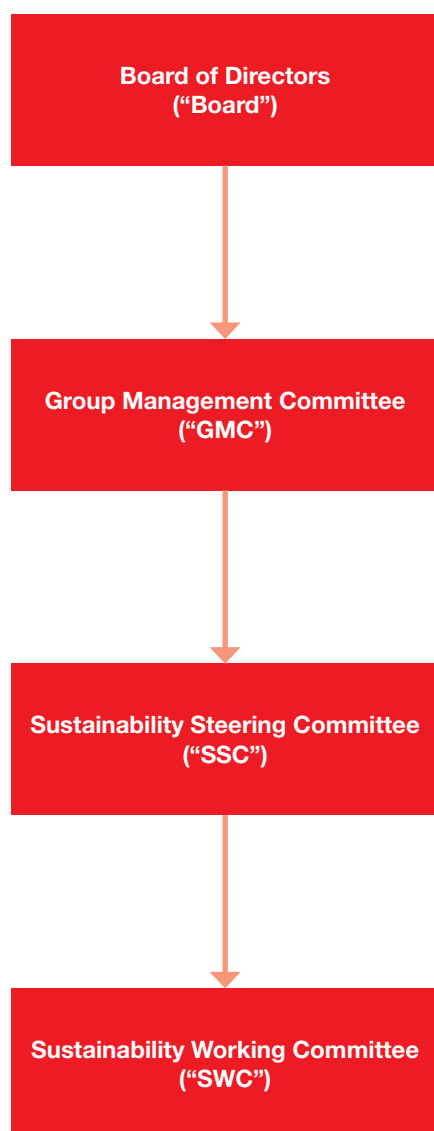 Board of Directors
(“Board”)
Group Management Committee
(“GMC”)
Sustainability Steering Committee
(“SSC”)
Sustainability Working Committee
(“SWC”)